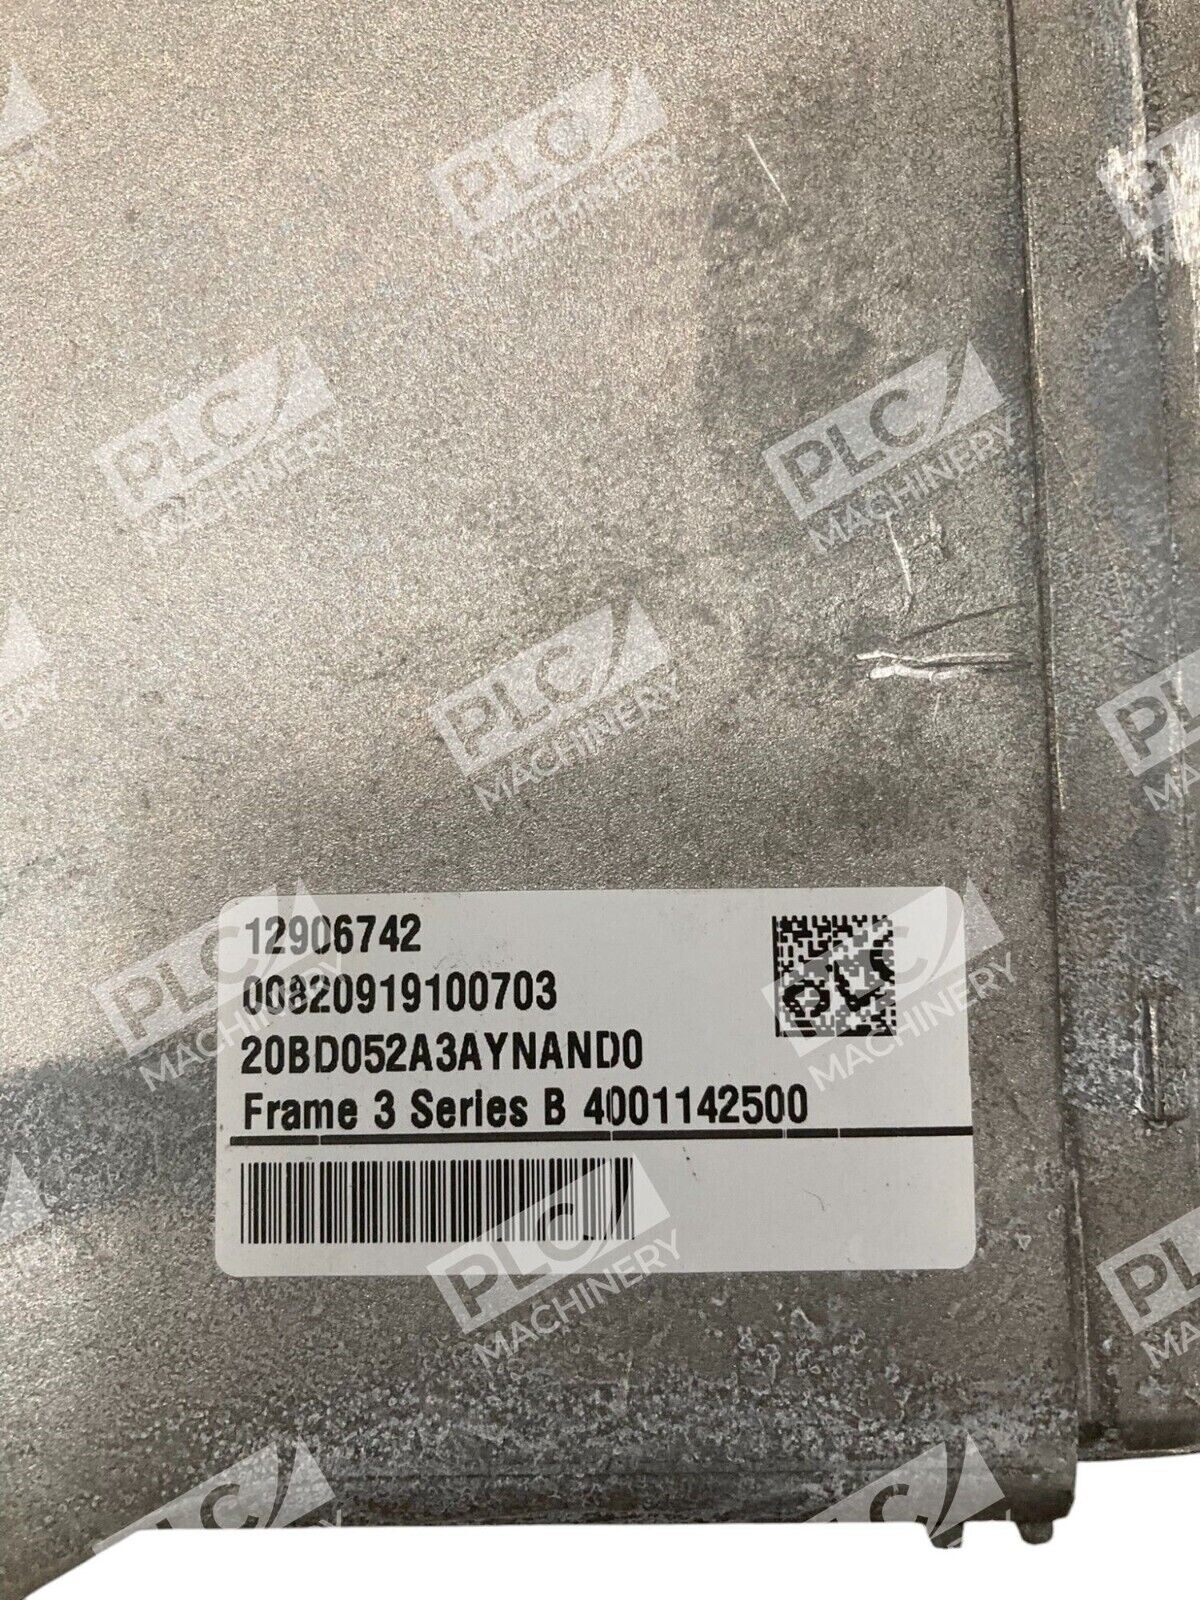 12906742
00820919100703
20BD052A3AYNAND0
Frame 3 Series B 4001142500
PLC
MACHINERY